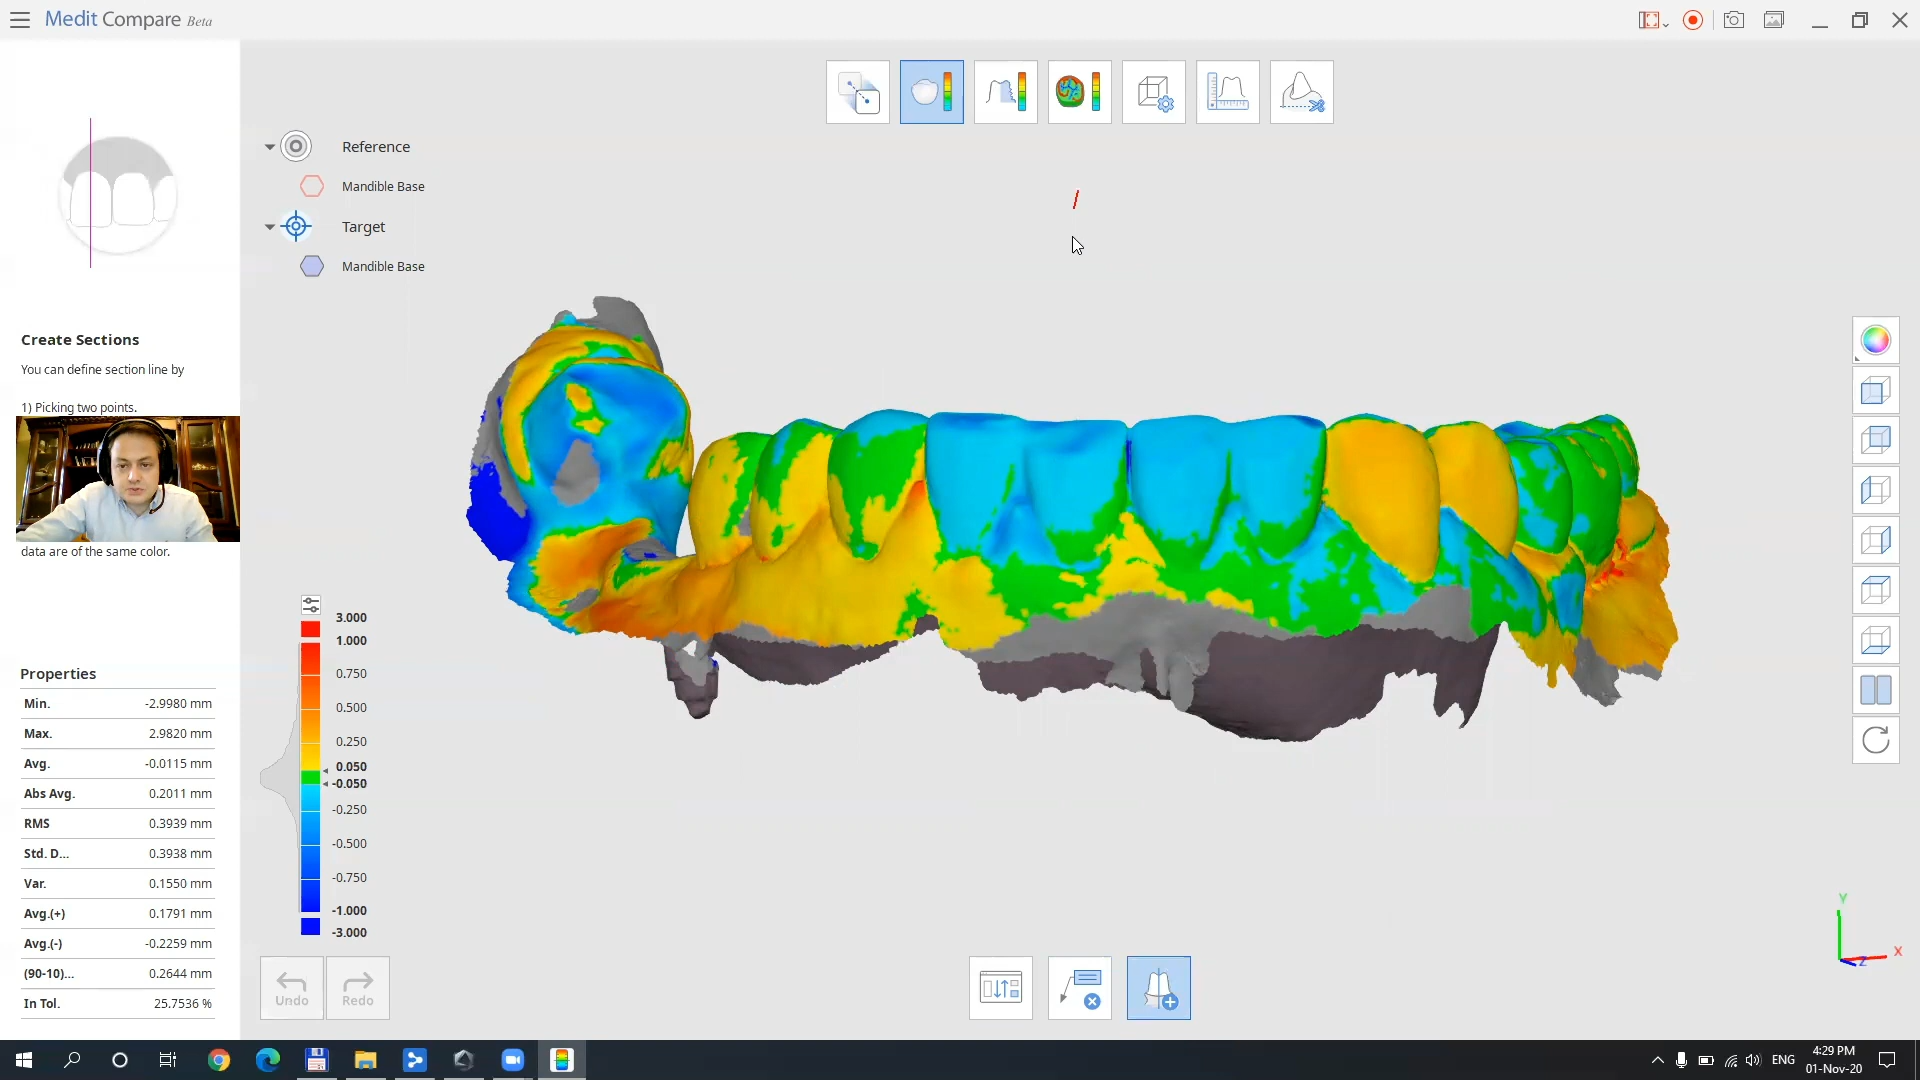 Medit Compare Beta
Reference
Mandible Base
Target
Mandible Base
Create Sections
You can define section line by
1) Picking two points.
data are of the same color.
3.000
1.000
0.750
0.500
0.250
0.050
-0.050
-0.250
-0.500
-0.750
-1.000
-3.000
Properties
Min. -2.9980 mm
Max. 2.9820 mm
Avg. -0.0115 mm
Abs Avg. 0.2011 mm
RMS 0.3939 mm
Std. D... 0.3938 mm
Var. 0.1550 mm
Avg.(+) 0.1791 mm
Avg.(-) -0.2259 mm
(90-10)... 0.2644 mm
In Tol. 25.7536 %
Undo
Redo
Y
X
Z
ENG
4:29 PM
01-Nov-20